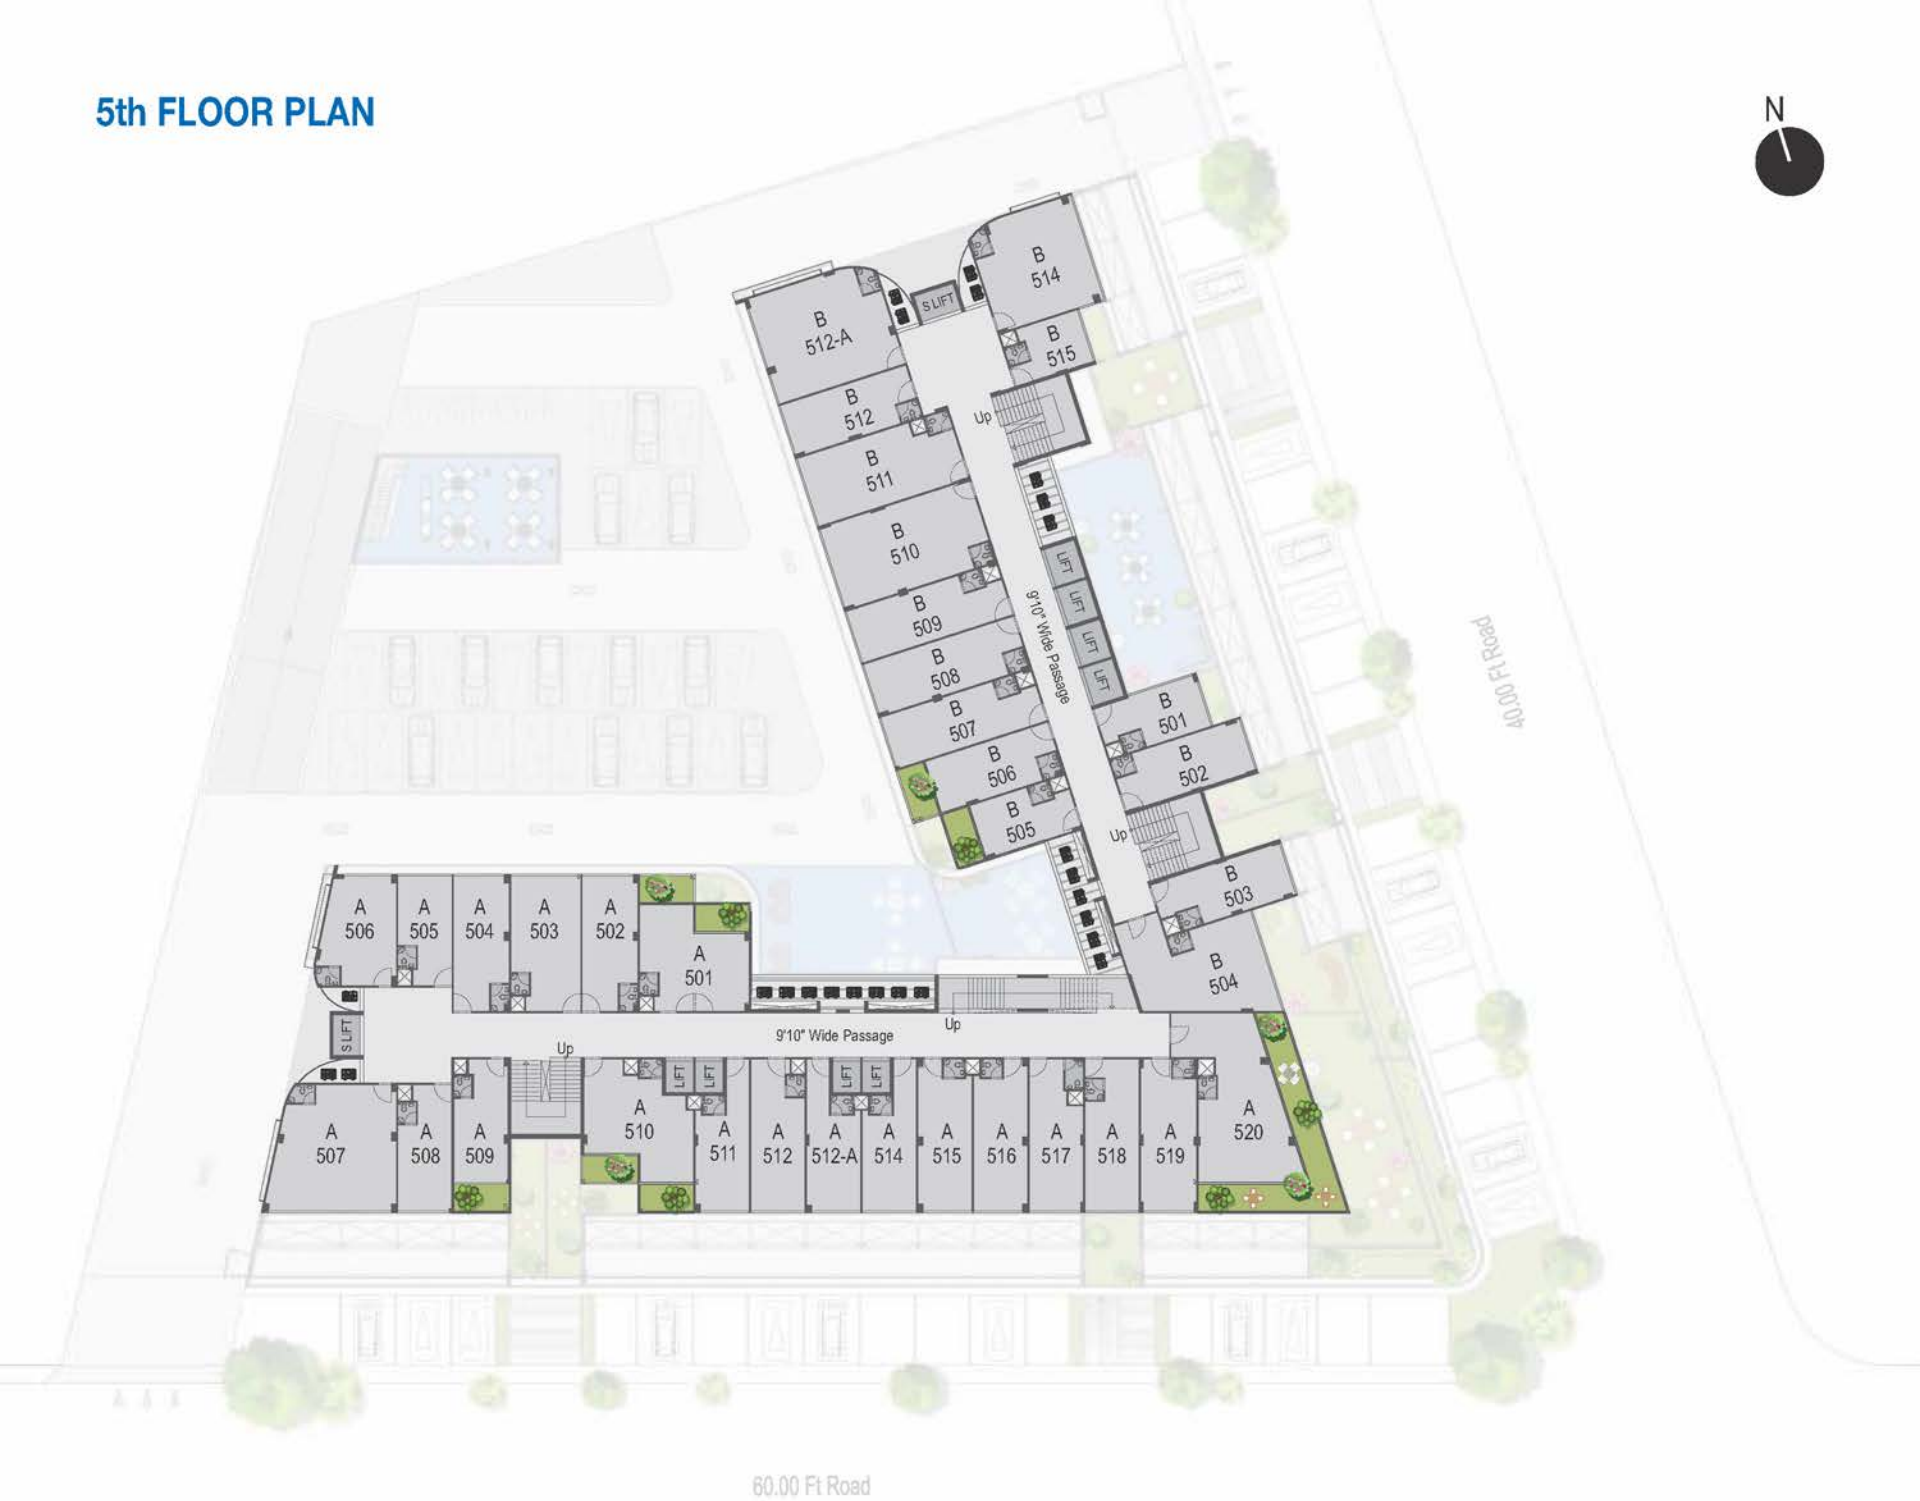 5th FLOOR PLAN
N
B
514
S LIFT
B
512-A
B
515
B
512
Up
B
511
B
510
LIFT
LIFT
LIFT
LIFT
9'10" Wide Passage
B
509
B
508
B
507
B
501
B
502
B
506
B
505
Up
B
503
B
504
40.00 Ft Road
A
506
A
505
A
504
A
503
A
502
A
501
S LIFT
Up
9'10" Wide Passage
Up
LIFT
LIFT
LIFT
LIFT
A
507
A
508
A
509
A
510
A
511
A
512
A
512-A
A
514
A
515
A
516
A
517
A
518
A
519
A
520
60.00 Ft Road